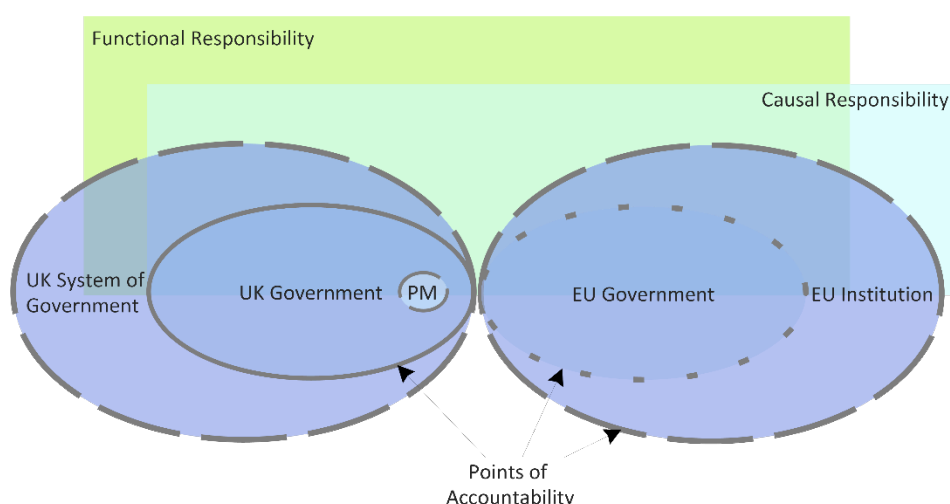 Functional Responsibility
Causal Responsibility
UK System of
Government
UK Government
PM
EU Government
EU Institution
Points of
Accountability